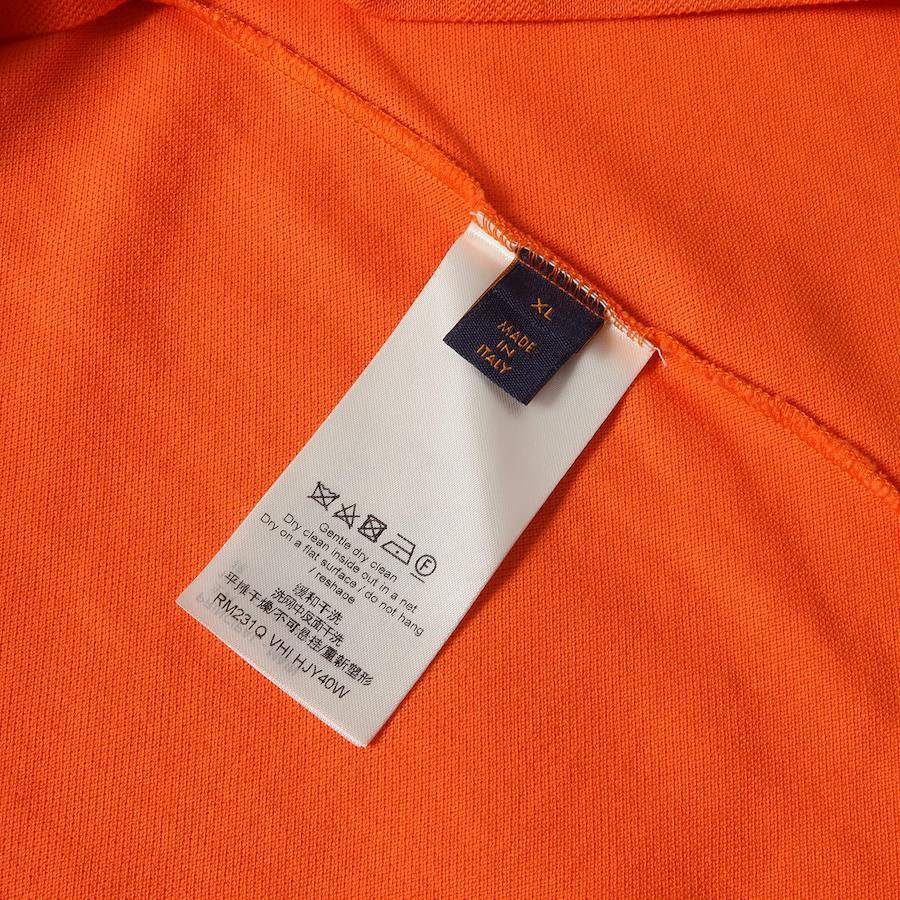 XL
MADE
IN
ITALY
Gentle dry clean
Dry clean inside out in a net
Dry on a flat surface / do not hang
/ reshape
缓和干洗
洗网中反面干洗
平摊干燥/不可悬挂/重新塑形
RM231Q VHI HJY40W